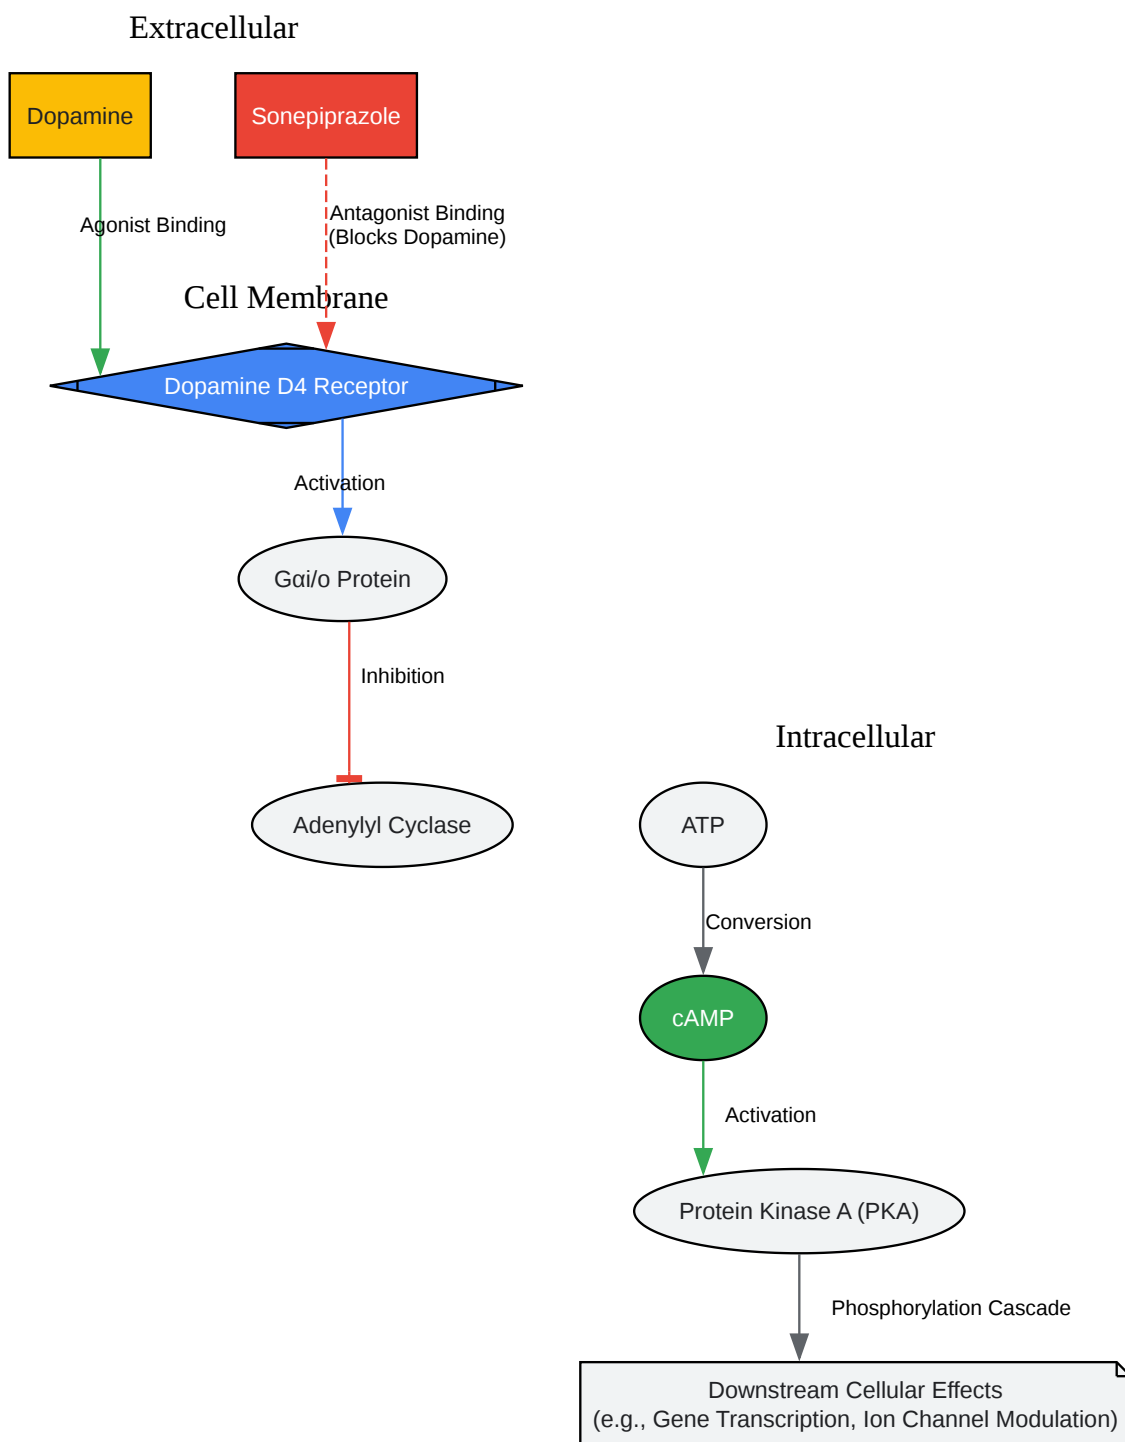 Extracellular
Dopamine
Sonepiprazole
Agonist Binding
Antagonist Binding
(Blocks Dopamine)
Cell Membrane
Dopamine D4 Receptor
Activation
Gαi/o Protein
Inhibition
Adenylyl Cyclase
Intracellular
ATP
Conversion
cAMP
Activation
Protein Kinase A (PKA)
Phosphorylation Cascade
Downstream Cellular Effects
(e.g., Gene Transcription, Ion Channel Modulation)